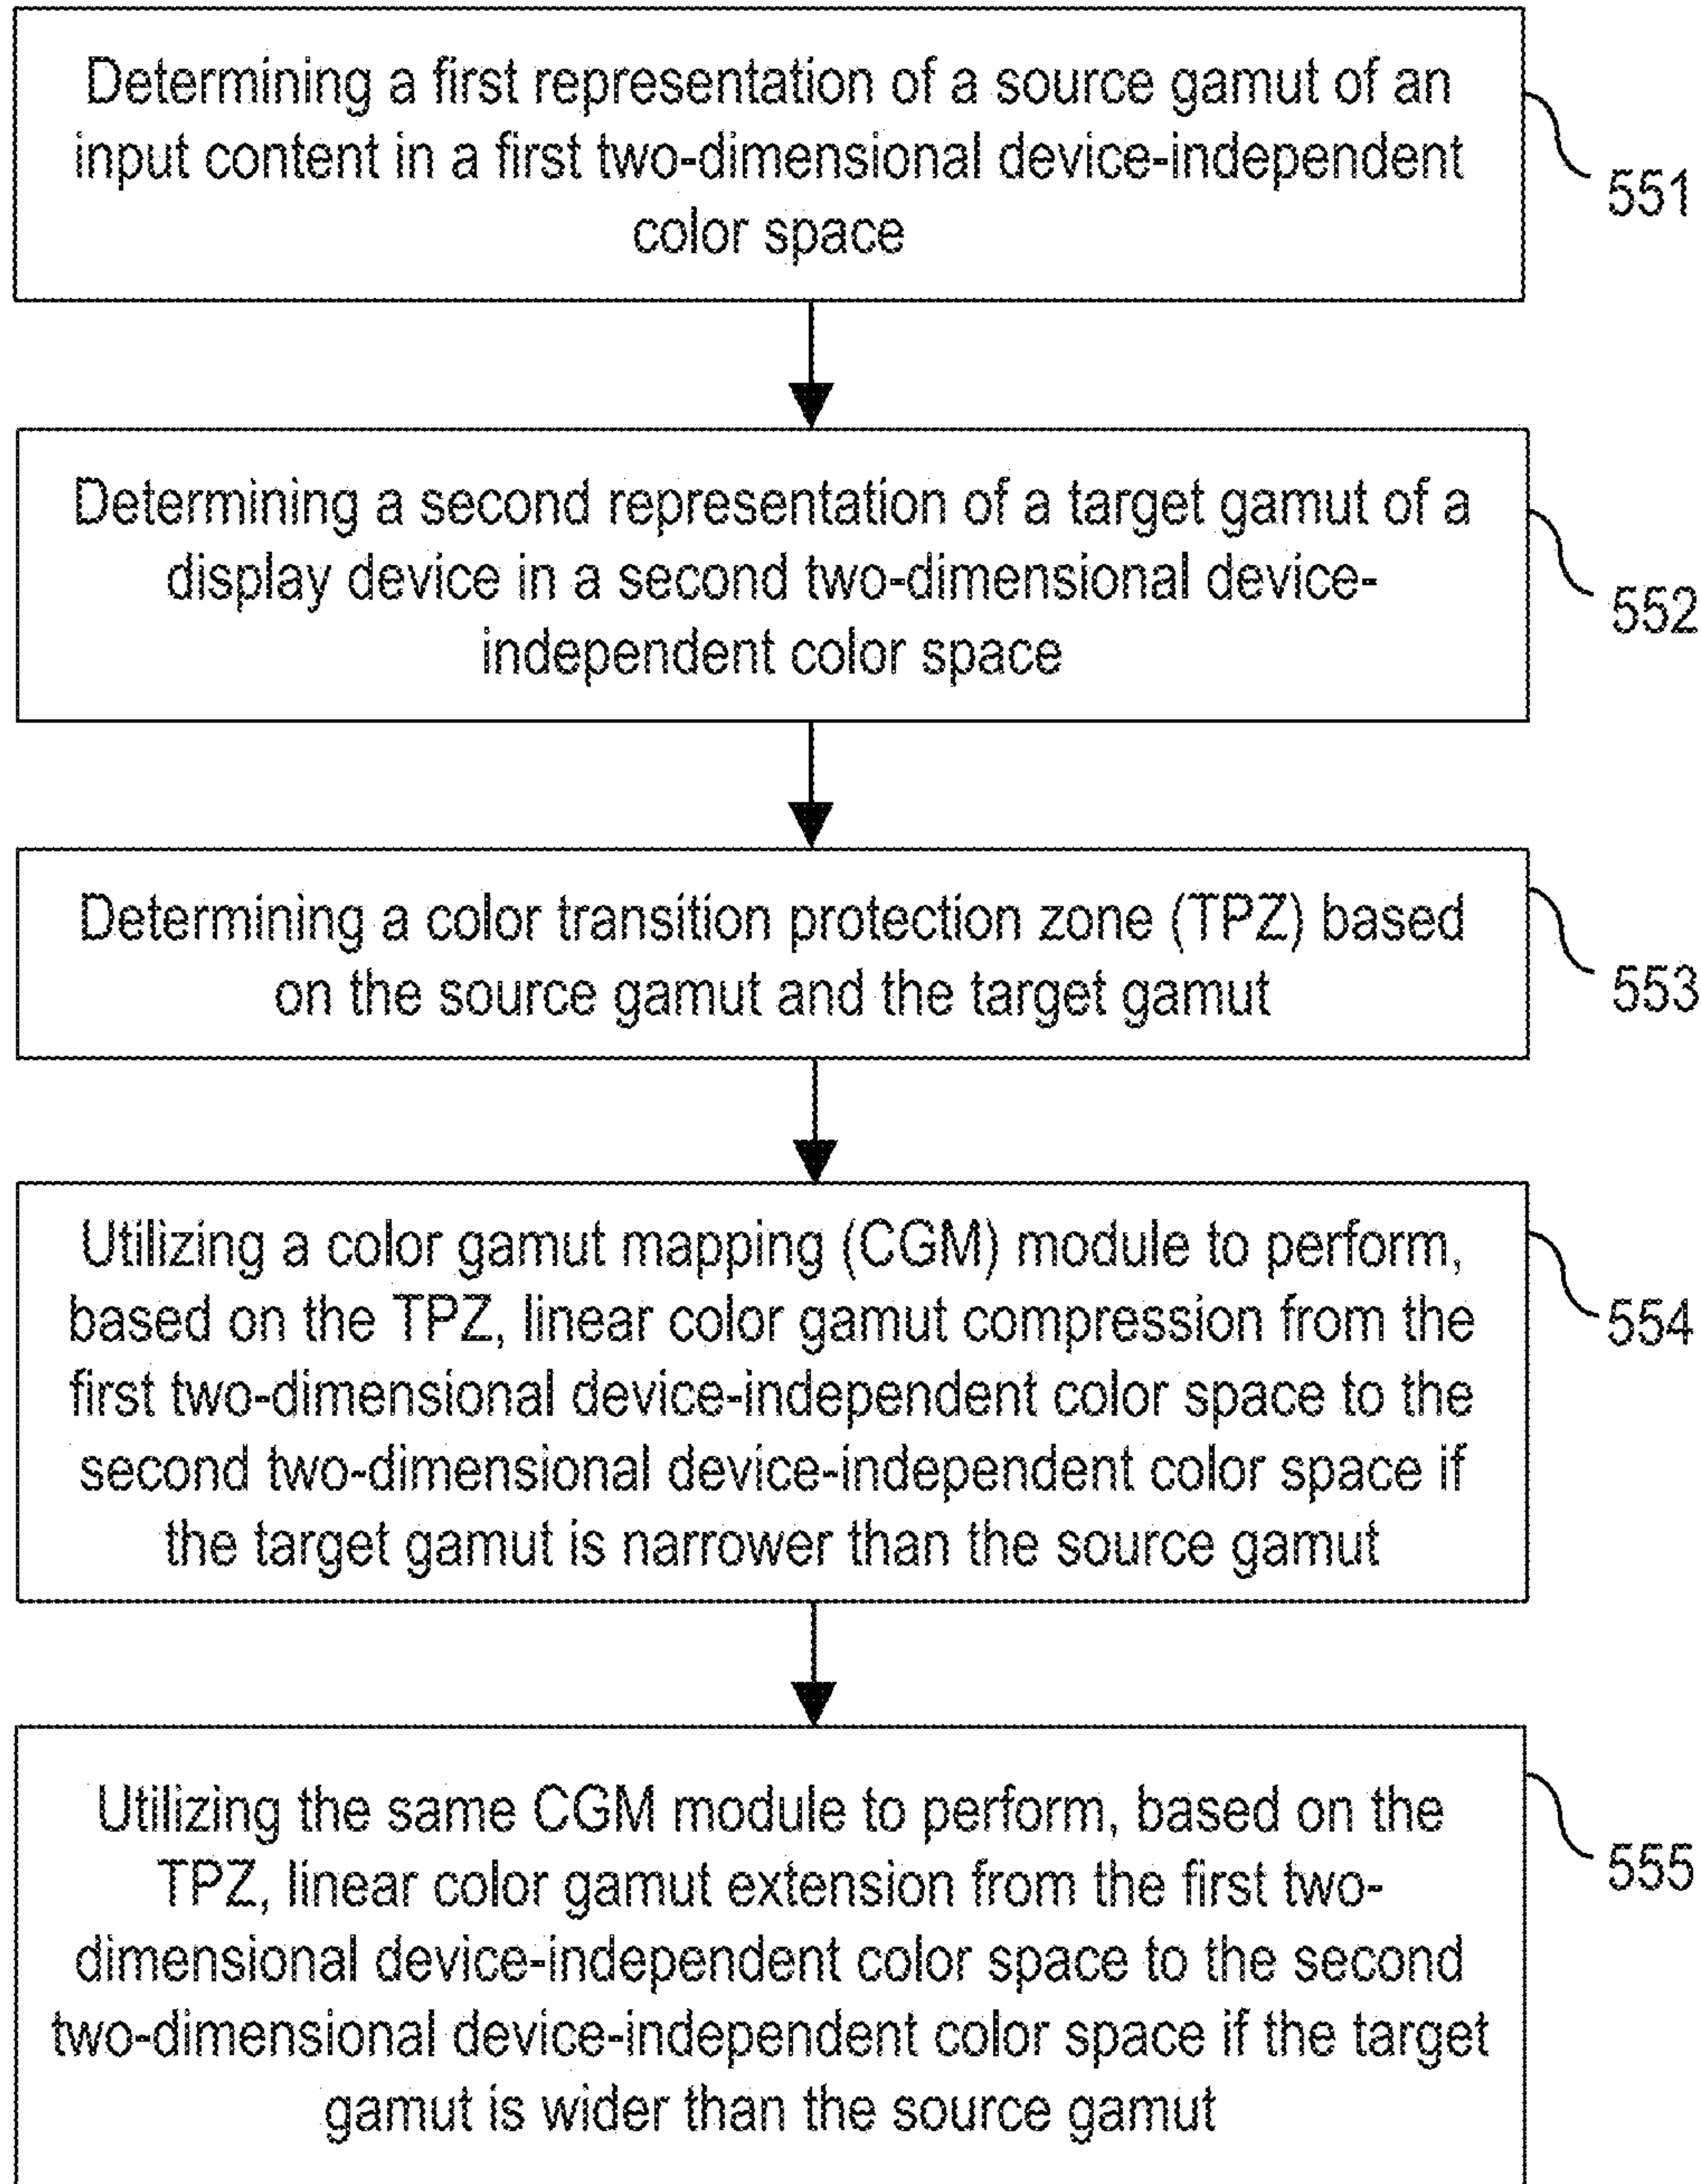 Determining a first representation of a source gamut of an
input content in a first two-dimensional device-independent
color space
551
Determining a second representation of a target gamut of a
display device in a second two-dimensional device-
independent color space
552
Determining a color transition protection zone (TPZ) based
on the source gamut and the target gamut
553
Utilizing a color gamut mapping (CGM) module to perform,
based on the TPZ, linear color gamut compression from the
first two-dimensional device-independent color space to the
second two-dimensional device-independent color space if
the target gamut is narrower than the source gamut
554
Utilizing the same CGM module to perform, based on the
TPZ, linear color gamut extension from the first two-
dimensional device-independent color space to the second
two-dimensional device-independent color space if the target
gamut is wider than the source gamut
555